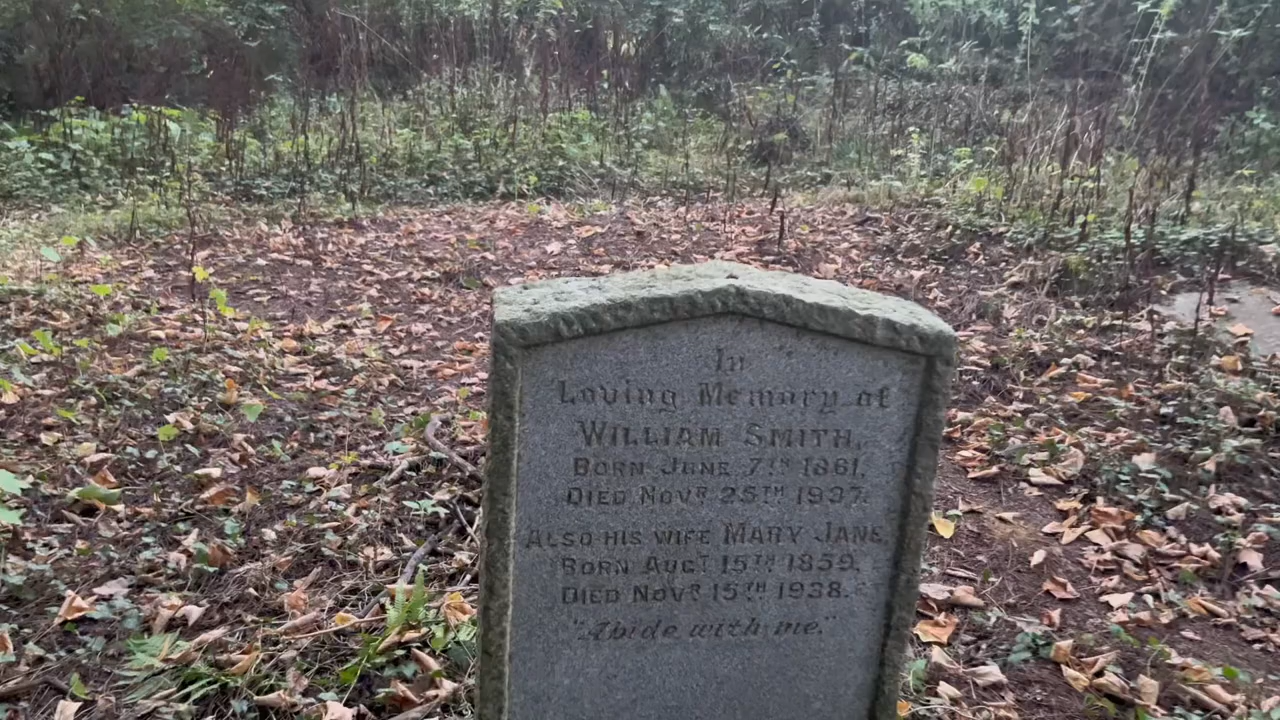 In
Loving Memory of
WILLIAM SMITH,
BORN JUNE 7TH 1861,
DIED NOVR 25TH 1937.
ALSO HIS WIFE MARY JANE
BORN AUGT 15TH 1859,
DIED NOVR 15TH 1938.
"Abide with me."